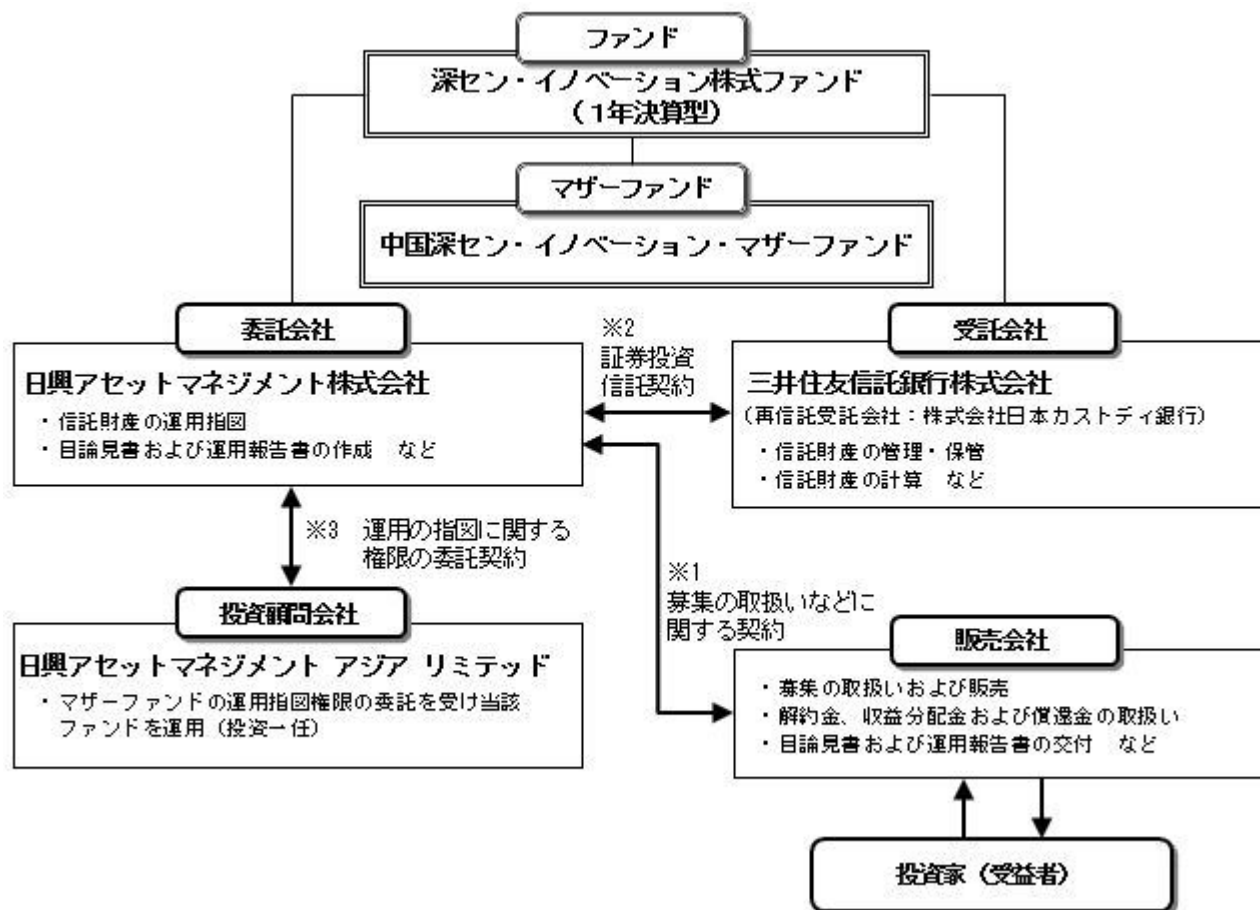 ファンド
深セン・イノベーション株式ファンド
(1年決算型)
マザーファンド
中国深セン・イノベーション・マザーファンド
委託会社
日興アセットマネジメント株式会社
・信託財産の運用指図
・目論見書および運用報告書の作成 など
※2
証券投資
信託契約
受託会社
三井住友信託銀行株式会社
(再信託受託会社:株式会社日本カストディ銀行)
・信託財産の管理・保管
・信託財産の計算 など
※3 運用の指図に関する
権限の委託契約
投資顧問会社
日興アセットマネジメント アジア リミテッド
・マザーファンドの運用指図権限の委託を受け当該
ファンドを運用(投資一任)
※1
募集の取扱いなどに
関する契約
販売会社
・募集の取扱いおよび販売
・解約金、収益分配金および償還金の取扱い
・目論見書および運用報告書の交付 など
投資家(受益者)